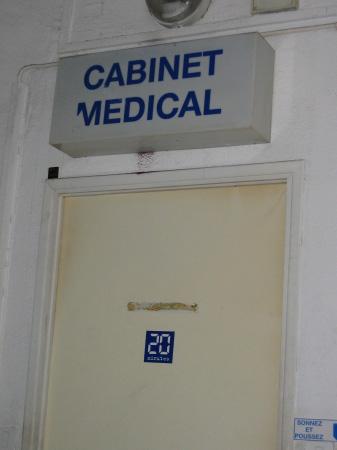 CABINET
MEDICAL
20
minutes
SONNEZ
ET
POUSSEZ